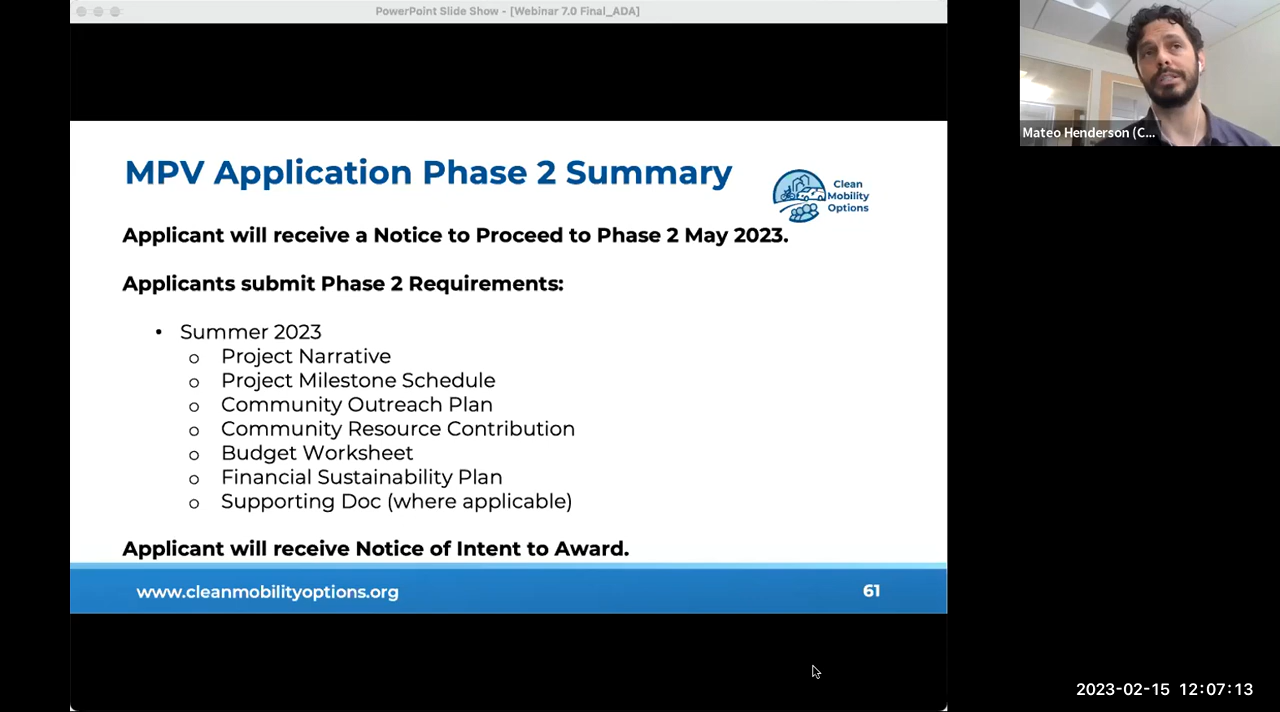 PowerPoint Slide Show - [Webinar 7.0 Final_ADA]
Mateo Henderson (C...
MPV Application Phase 2 Summary
Clean
Mobility
Options
Applicant will receive a Notice to Proceed to Phase 2 May 2023.
Applicants submit Phase 2 Requirements:
• Summer 2023
o Project Narrative
o Project Milestone Schedule
o Community Outreach Plan
o Community Resource Contribution
o Budget Worksheet
o Financial Sustainability Plan
o Supporting Doc (where applicable)
Applicant will receive Notice of Intent to Award.
www.cleanmobilityoptions.org
61
2023-02-15 12:07:13